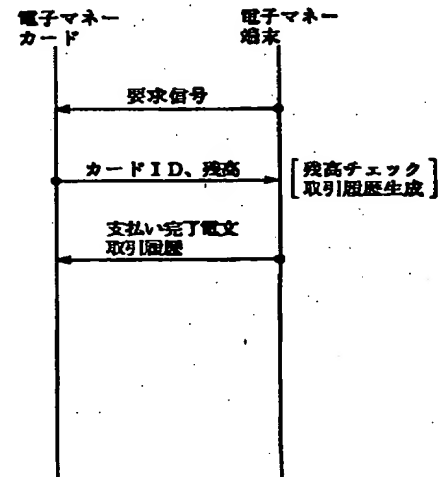 電子マネー
カード
電子マネー
端末
要求信号
カードID、残高
残高チェック
取引履歴生成
支払い完了電文
取引履歴